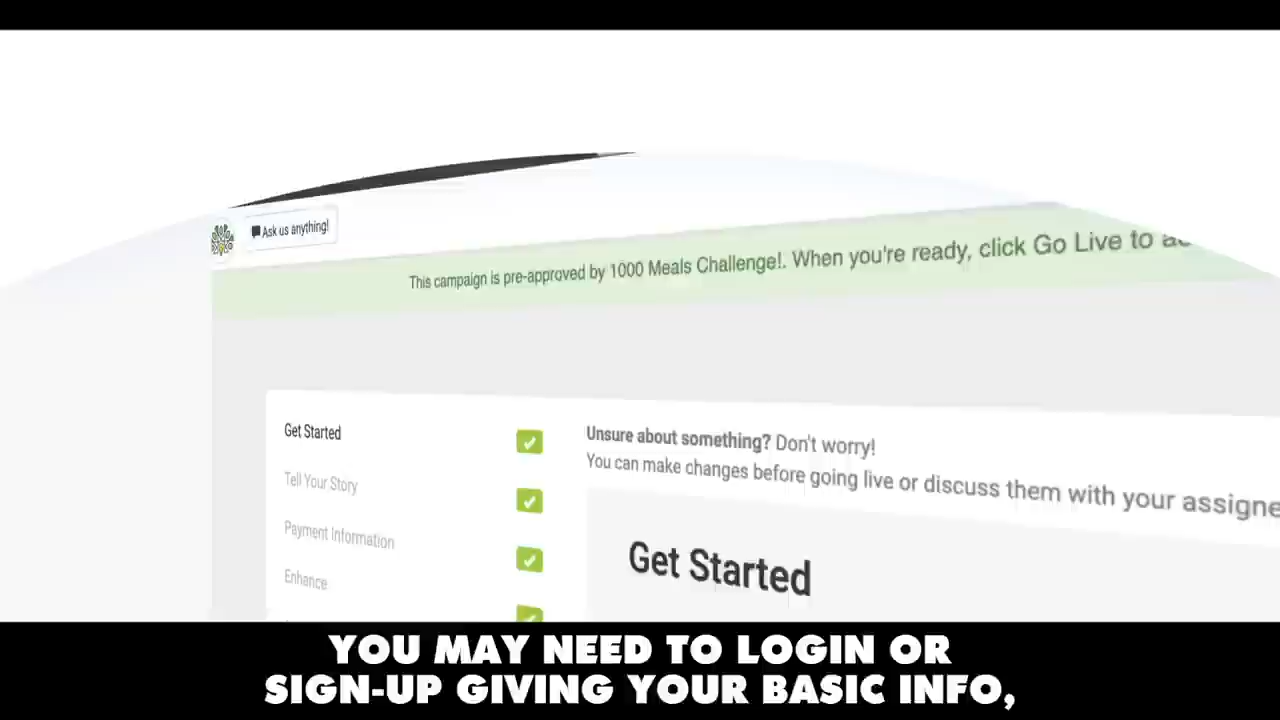 Ask us anything!
This campaign is pre-approved by 1000 Meals Challenge!. When you're ready, click Go Live to
Get Started
Tell Your Story
Payment Information
Enhance
Unsure about something? Don't worry!
You can make changes before going live or discuss them with your
Get Started
YOU MAY NEED TO LOGIN OR
SIGN-UP GIVING YOUR BASIC INFO,